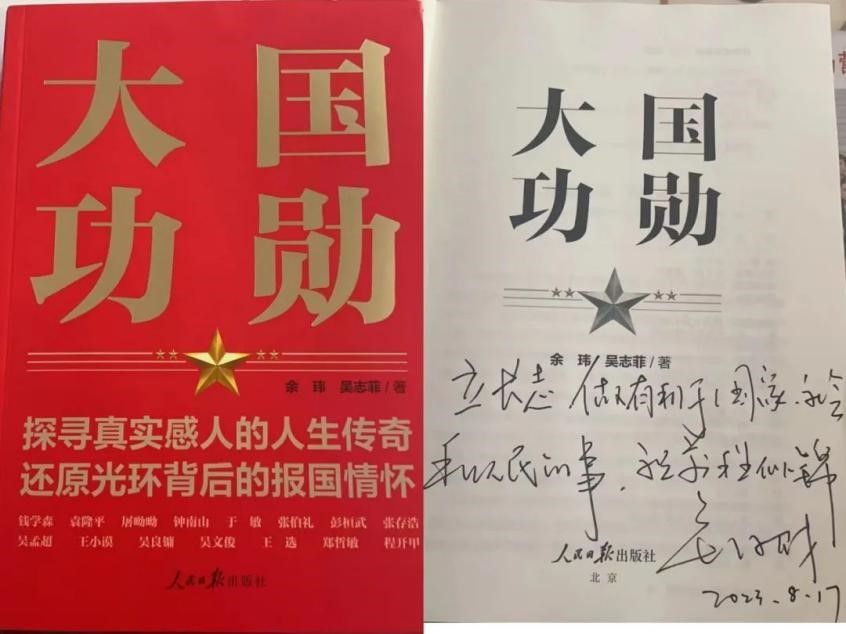 大国
功勋
余 玮 吴志菲/著
探寻真实感人的人生传奇
还原光环背后的报国情怀
钱学森 袁隆平 屠呦呦 钟南山 于 敏 张伯礼 彭桓武 张存浩
吴孟超 王小谟 吴良镛 吴文俊 王 选 郑哲敏 程开甲
人民日报出版社
大国
功勋
余 玮 吴志菲/著
立长志 做有利于国家、社会
和人民的事，祝前程似锦
人民日报出版社
北京
2023.8.17